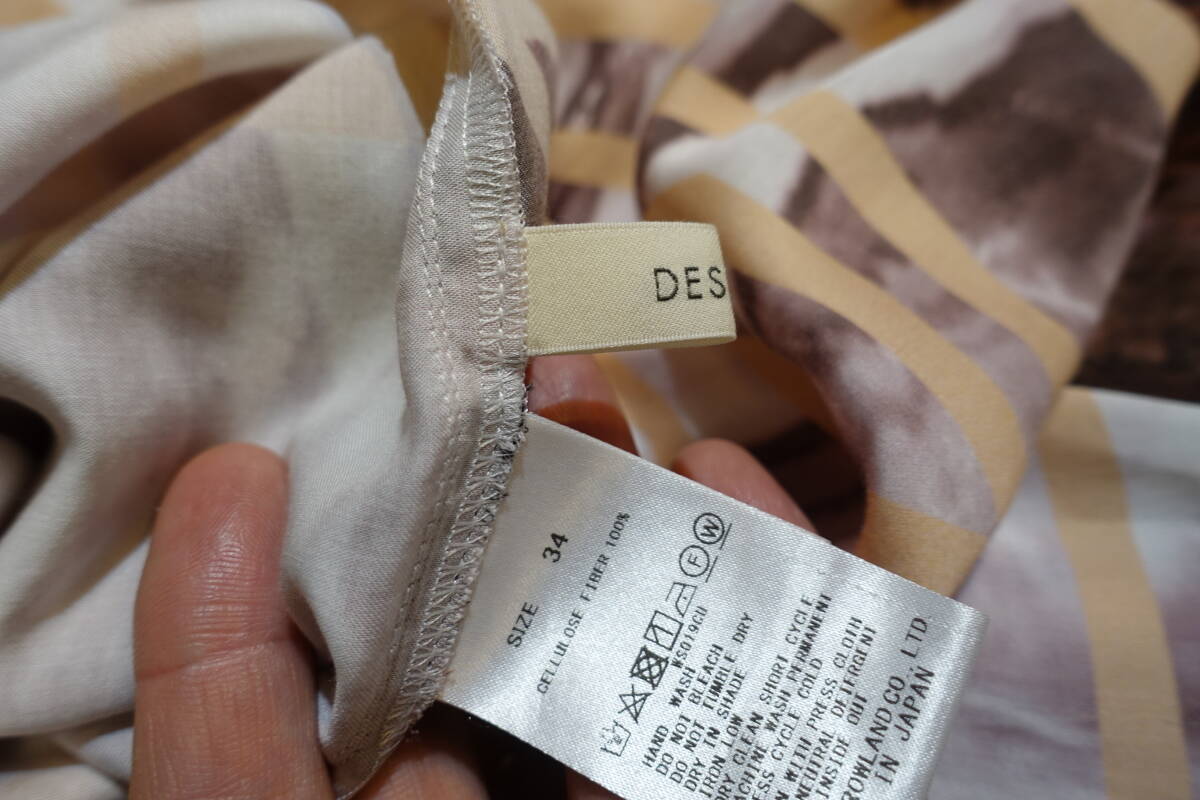 DES
SIZE 34
CELLULOSE FIBER 100%
F W
WS019GU
HAND WASH
DO NOT BLEACH
DO NOT TUMBLE DRY
DRY IN SHADE
IRON LOW
DRY CLEAN SHORT CYCLE
MACHINE WASH PERMANENT
ESS CYCLE COLD
N WITH PRESS CLOTH
NEUTRAL DETERGENT
INSIDE OUT
ROWLAND CO LTD
IN JAPAN